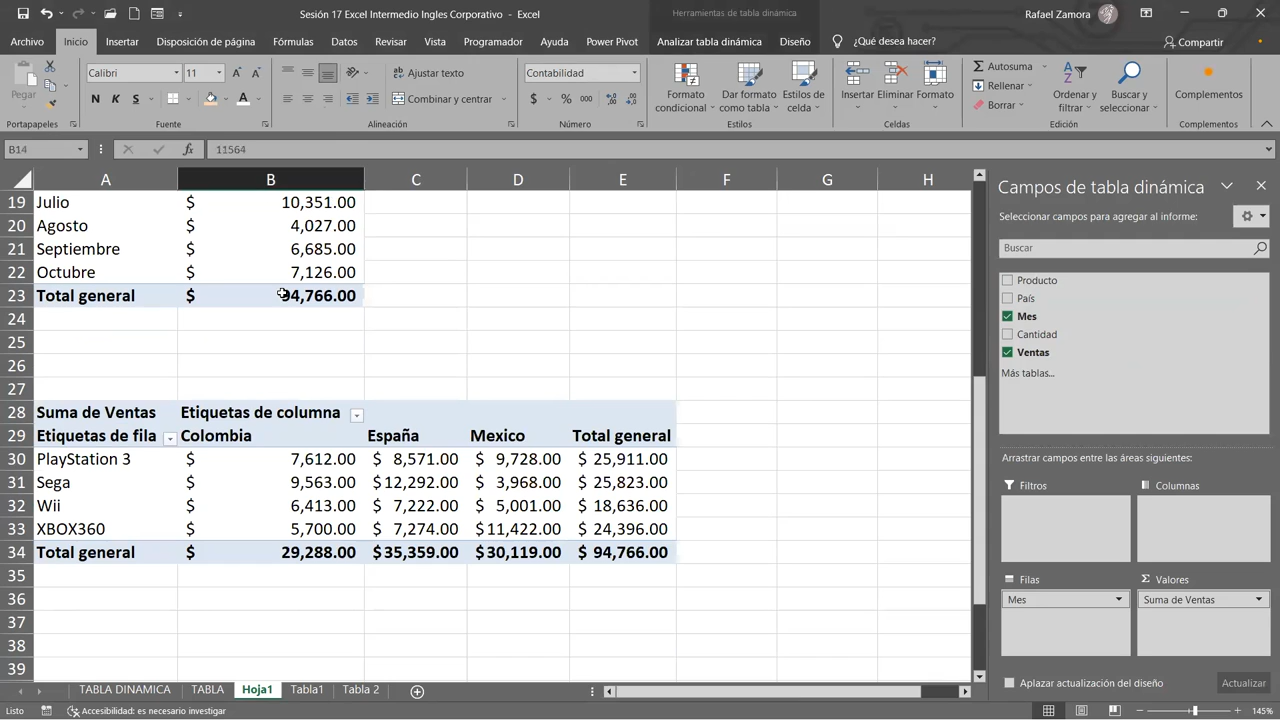 Sesión 17 Excel Intermedio Ingles Corporativo - Excel
Herramientas de tabla dinámica
Rafael Zamora
Archivo Inicio Insertar Disposición de página Fórmulas Datos Revisar Vista Programador Ayuda Power Pivot Analizar tabla dinámica Diseño ¿Qué desea hacer? Compartir
Pegar
Calibri 11
N K S
Ajustar texto
Combinar y centrar
Contabilidad
$ % 000
Formato condicional
Dar formato como tabla
Estilos de celda
Insertar Eliminar Formato
Autosuma
Rellenar
Borrar
Ordenar y filtrar
Buscar y seleccionar
Complementos
Portapapeles Fuente Alineación Número Estilos Celdas Edición Complementos
B14 fx 11564
A B C D E F G H
19 Julio $ 10,351.00
20 Agosto $ 4,027.00
21 Septiembre $ 6,685.00
22 Octubre $ 7,126.00
23 Total general $ 94,766.00
24
25
26
27
28 Suma de Ventas Etiquetas de columna
29 Etiquetas de fila Colombia España Mexico Total general
30 PlayStation 3 $ 7,612.00 $ 8,571.00 $ 9,728.00 $ 25,911.00
31 Sega $ 9,563.00 $ 12,292.00 $ 3,968.00 $ 25,823.00
32 Wii $ 6,413.00 $ 7,222.00 $ 5,001.00 $ 18,636.00
33 XBOX360 $ 5,700.00 $ 7,274.00 $ 11,422.00 $ 24,396.00
34 Total general $ 29,288.00 $ 35,359.00 $ 30,119.00 $ 94,766.00
35
36
37
38
39
Campos de tabla dinámica
Seleccionar campos para agregar al informe:
Buscar
Producto
País
Mes
Cantidad
Ventas
Más tablas...
Arrastrar campos entre las áreas siguientes:
Filtros Columnas
Filas Σ Valores
Mes Suma de Ventas
Aplazar actualización del diseño Actualizar
TABLA DINAMICA TABLA Hoja1 Tabla1 Tabla 2
Listo Accesibilidad: es necesario investigar 145%